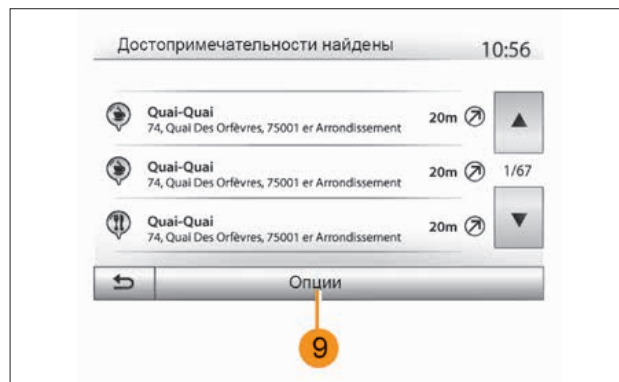 Достопримечательности найдены 10:56
Quai-Quai
74, Quai Des Orfèvres, 75001 er Arrondissement
20m
Quai-Quai
74, Quai Des Orfèvres, 75001 er Arrondissement
20m 1/67
Quai-Quai
74, Quai Des Orfèvres, 75001 er Arrondissement
20m
Опции
9